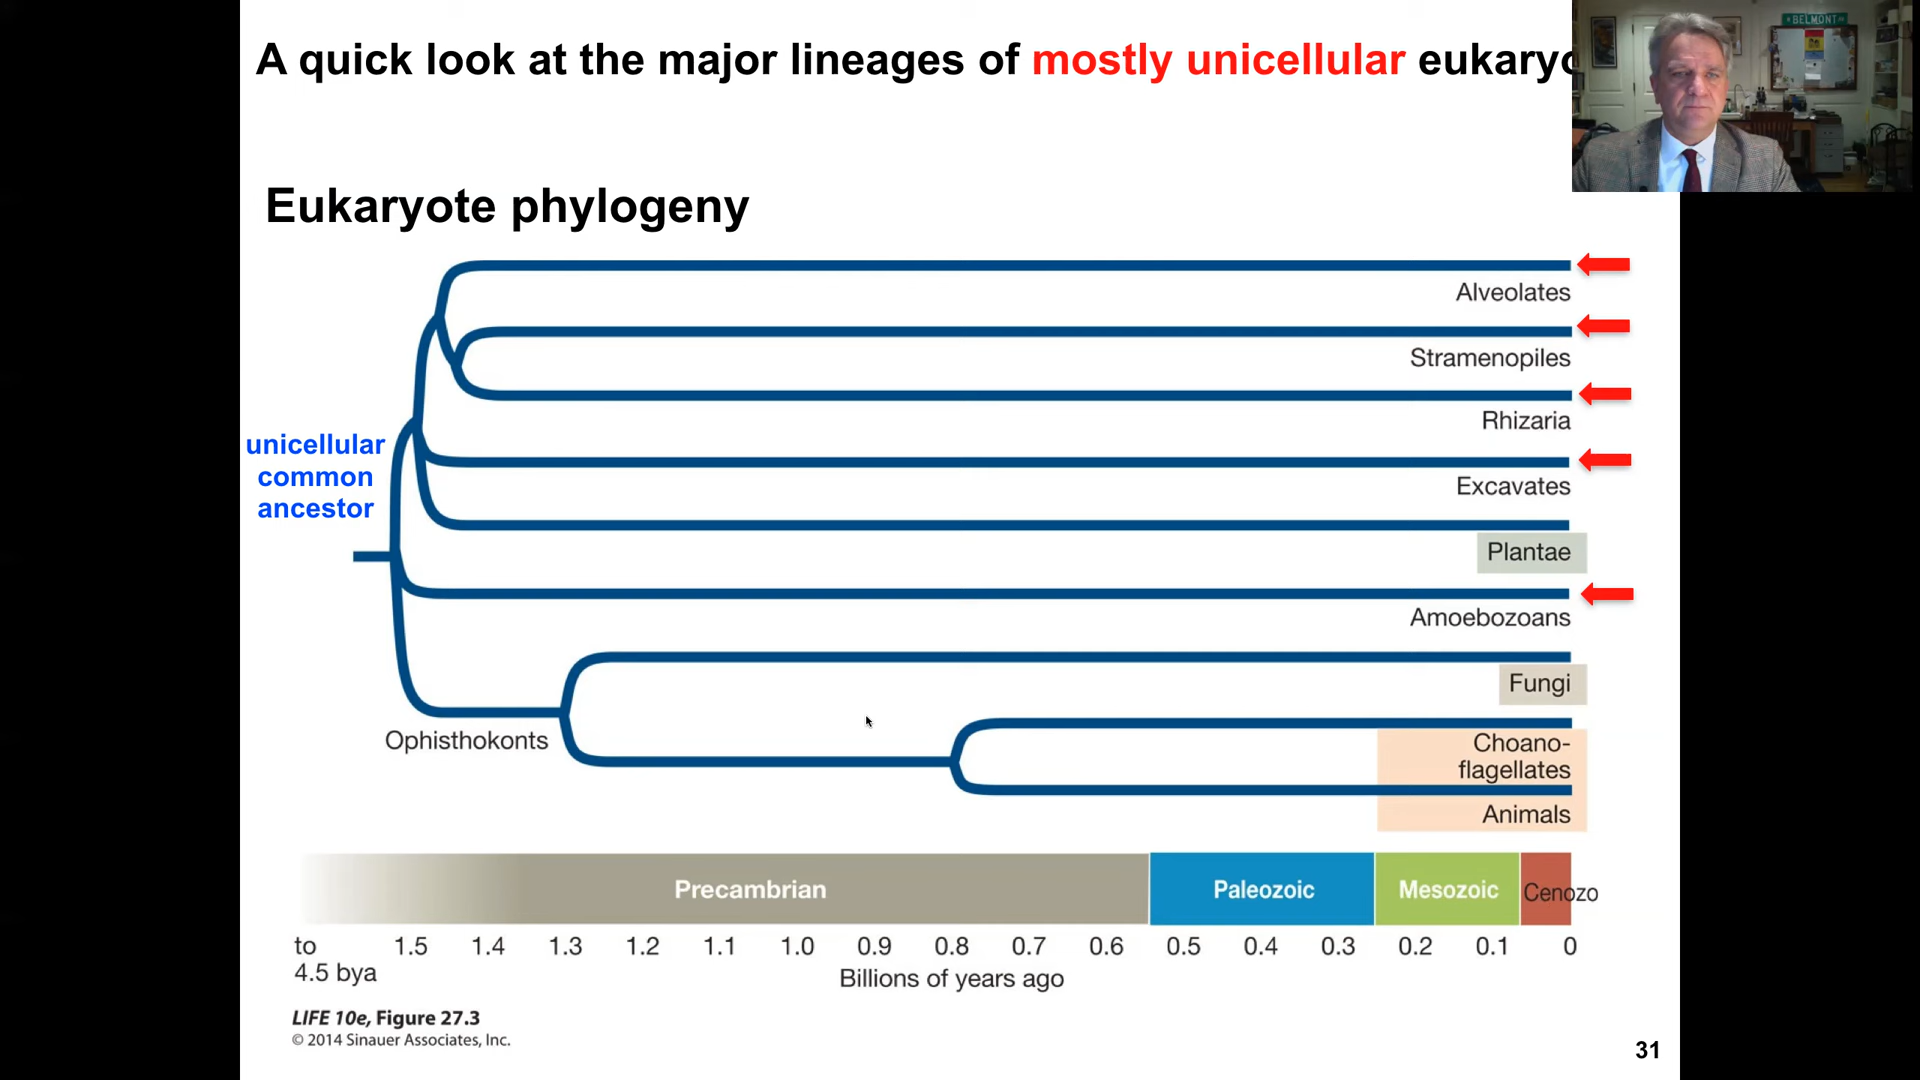 A quick look at the major lineages of mostly unicellular eukaryo
BELMONT
Eukaryote phylogeny
Alveolates
Stramenopiles
Rhizaria
unicellular
common
ancestor
Excavates
Plantae
Amoebozoans
Fungi
Ophisthokonts
Choano-
flagellates
Animals
Precambrian Paleozoic Mesozoic Cenozo
to 1.5 1.4 1.3 1.2 1.1 1.0 0.9 0.8 0.7 0.6 0.5 0.4 0.3 0.2 0.1 0
4.5 bya
Billions of years ago
LIFE 10e, Figure 27.3
© 2014 Sinauer Associates, Inc.
31